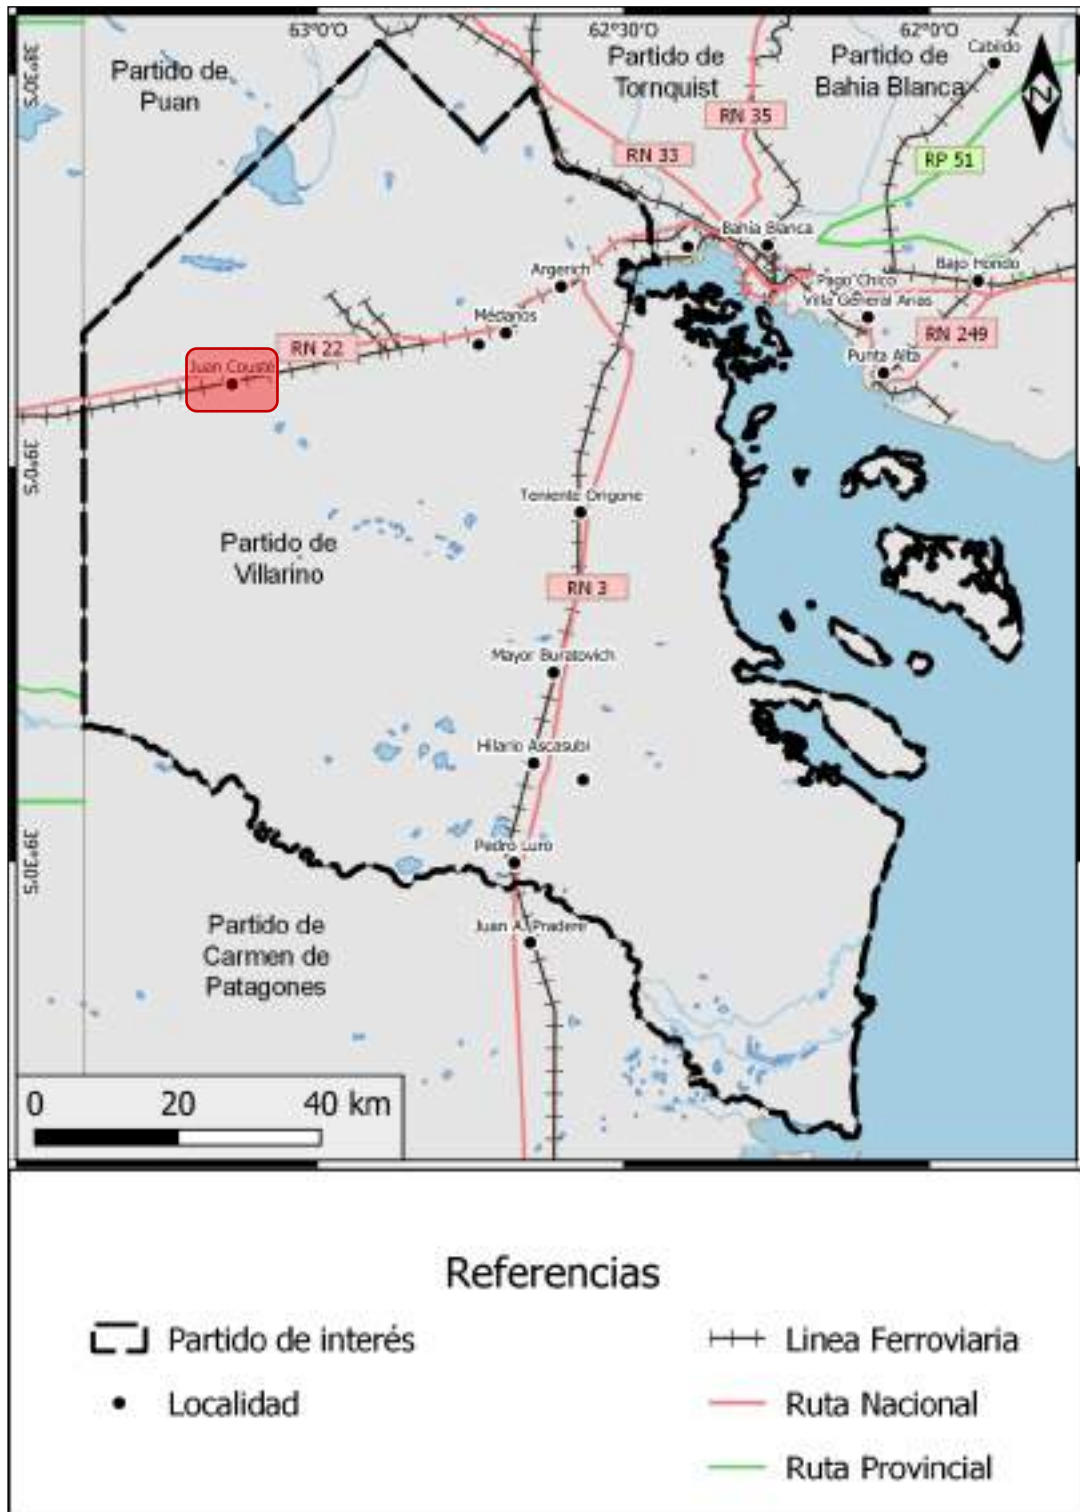 63°0'O
62°30'O
62°0'O
38°30'S
39°0'S
39°30'S
Partido de
Puan
Partido de
Tornquist
Partido de
Bahia Blanca
Cabildo
Z
RN 35
RN 33
RP 51
Bahía Blanca
Argerich
Bajo Hondo
Pago Chico
Villa General Arias
Médanos
RN 22
RN 249
Juan Cousté
Punta Alta
Teniente Origone
Partido de
Villarino
RN 3
Mayor Buratovich
Hilario Ascasubi
Pedro Luro
Partido de
Carmen de
Patagones
Juan A. Pradere
0 20 40 km
Referencias
Partido de interés
Localidad
Linea Ferroviaria
Ruta Nacional
Ruta Provincial